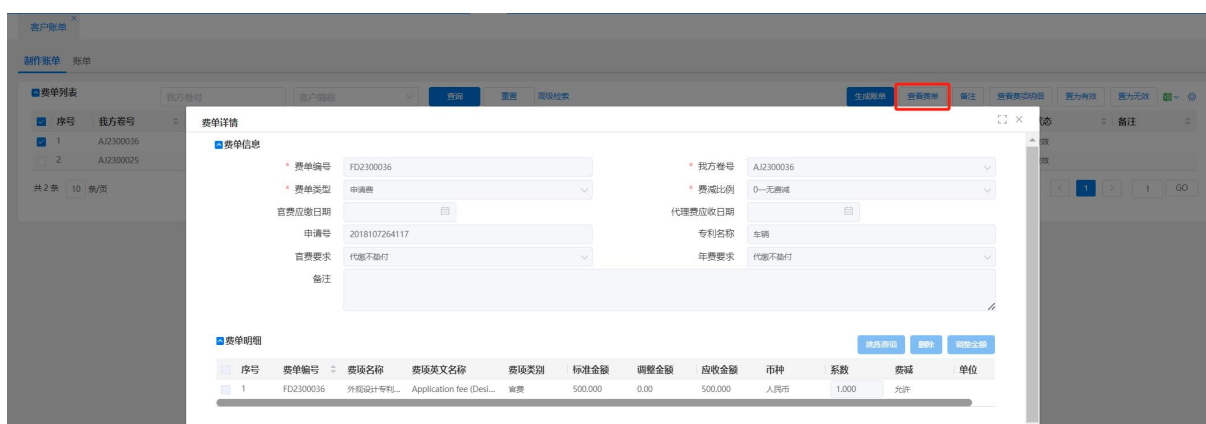 客户账单 ×
制作账单 账单
费单列表 我方卷号 客户简称 查询 重置 高级检索 生成账单 查看费单 备注 查看费项明细 置为有效 置为无效
序号 我方卷号 备注
1 AJ2300036
2 AJ2300025
共 2 条 10 条/页 1 1 GO
费单详情
费单信息
* 费单编号 FD2300036 * 我方卷号 AJ2300036
* 费单类型 申请费 * 费减比例 0—无费减
官费应缴日期 代理费应收日期
申请号 2018107264117 专利名称 车辆
官费要求 代缴不垫付 年费要求 代缴不垫付
备注
费单明细 挑选费项 删除 调整金额
序号 费单编号 费项名称 费项英文名称 费项类别 标准金额 调整金额 应收金额 币种 系数 费减 单位
1 FD2300036 外观设计专利... Application fee (Desi... 官费 500.000 0.00 500.000 人民币 1.000 允许